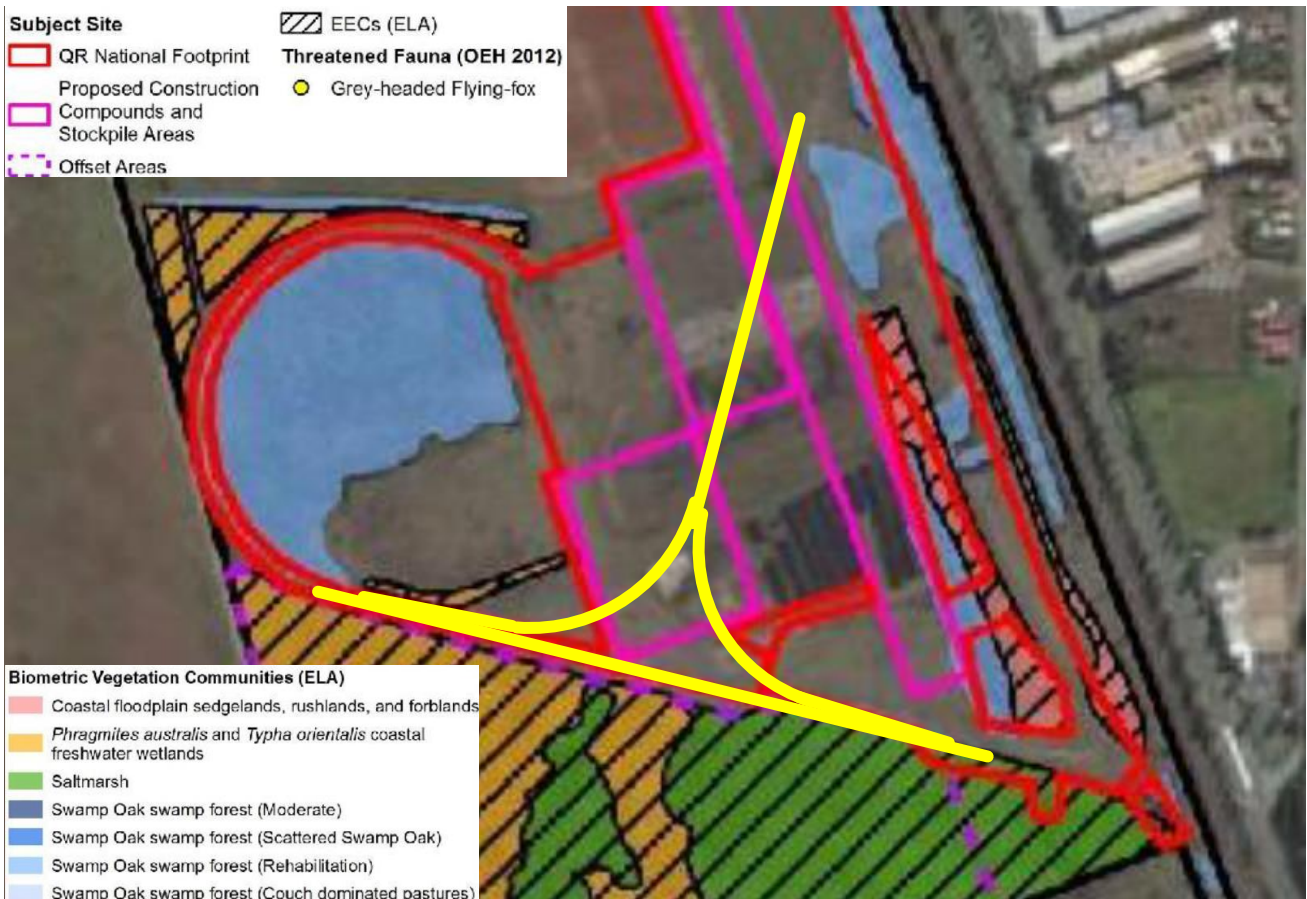 Subject Site
QR National Footprint
Proposed Construction
Compounds and
Stockpile Areas
Offset Areas
EECs (ELA)
Threatened Fauna (OEH 2012)
Grey-headed Flying-fox
Biometric Vegetation Communities (ELA)
Coastal floodplain sedgelands, rushlands, and forblands
Phragmites australis and Typha orientalis coastal
freshwater wetlands
Saltmarsh
Swamp Oak swamp forest (Moderate)
Swamp Oak swamp forest (Scattered Swamp Oak)
Swamp Oak swamp forest (Rehabilitation)
Swamp Oak swamp forest (Couch dominated pastures)